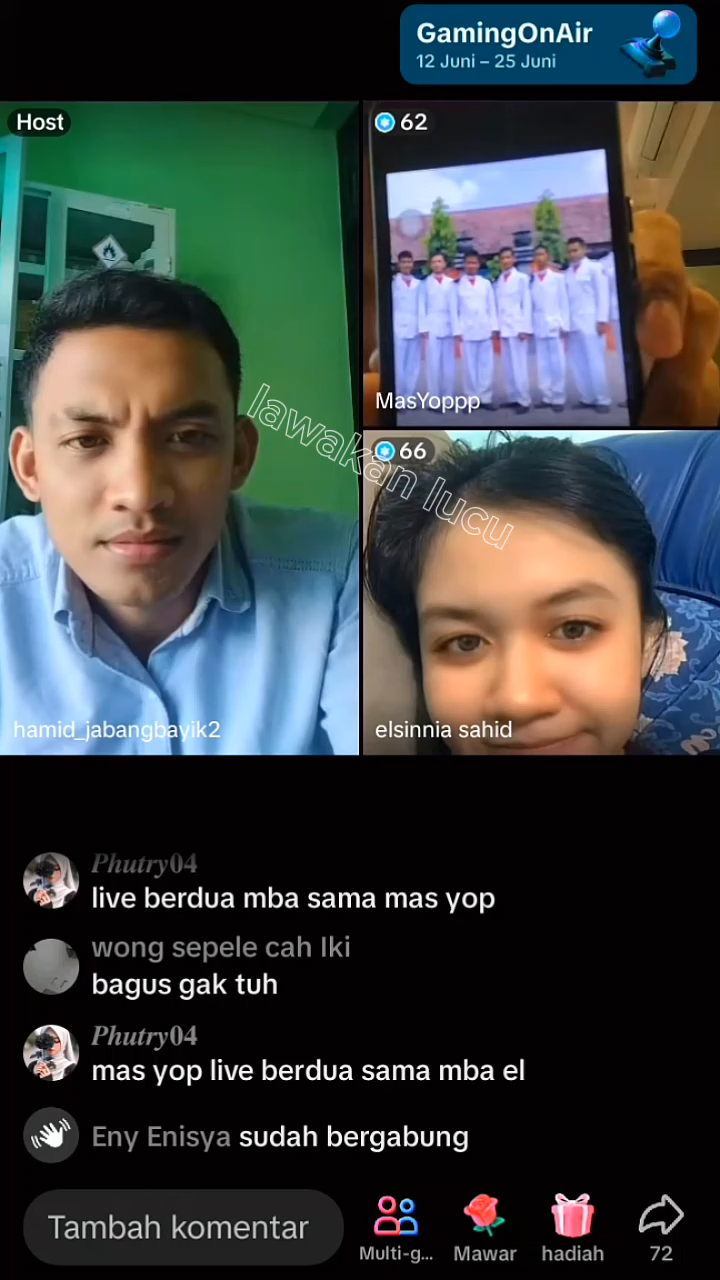 GamingOnAir
12 Juni – 25 Juni
Host
62
MasYoppp
66
lawakan lucu
hamid_jabangbayik2
elsinnia sahid
Phutry04
live berdua mba sama mas yop
wong sepele cah Iki
bagus gak tuh
Phutry04
mas yop live berdua sama mba el
Eny Enisya sudah bergabung
Tambah komentar
Multi-g...
Mawar
hadiah
72